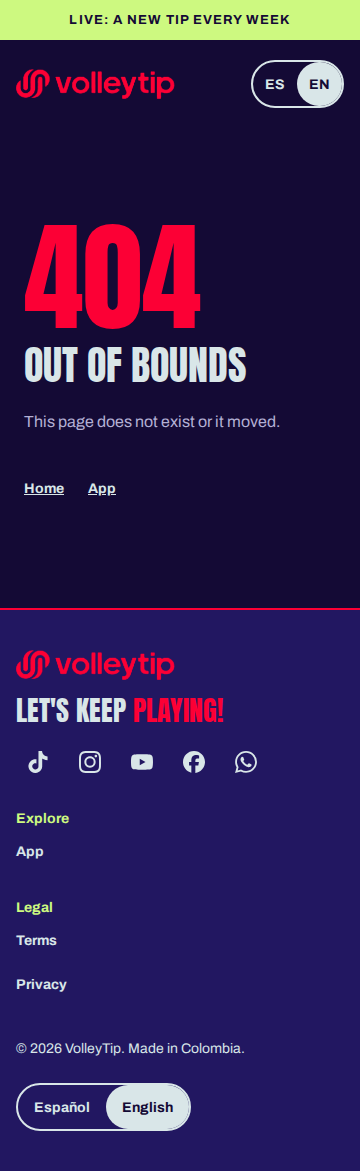 LIVE: A NEW TIP EVERY WEEK
volleytip
ES EN
404
OUT OF BOUNDS
This page does not exist or it moved.
Home App
volleytip
LET'S KEEP PLAYING!
Explore
App
Legal
Terms
Privacy
© 2026 VolleyTip. Made in Colombia.
Español English